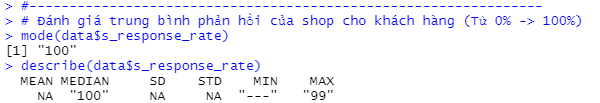 > #----------------------------------------------------------------
> # Đánh giá trung bình phản hồi của shop cho khách hàng (Từ 0% -> 100%)
> mode(data$s_response_rate)
[1] "100"
> describe(data$s_response_rate)
MEAN MEDIAN SD STD MIN MAX
NA "100" NA NA "---" "99"